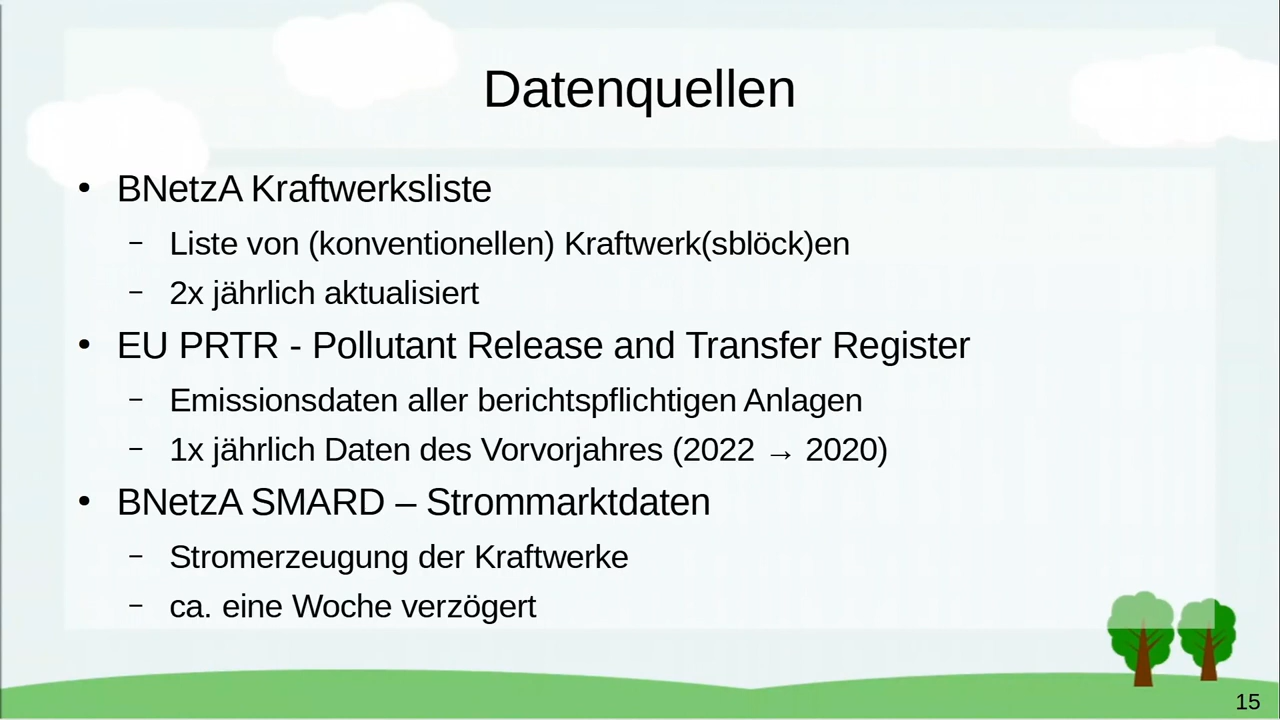 Datenquellen
• BNetzA Kraftwerksliste
– Liste von (konventionellen) Kraftwerk(sblöck)en
– 2x jährlich aktualisiert
• EU PRTR - Pollutant Release and Transfer Register
– Emissionsdaten aller berichtspflichtigen Anlagen
– 1x jährlich Daten des Vorvorjahres (2022 → 2020)
• BNetzA SMARD – Strommarktdaten
– Stromerzeugung der Kraftwerke
– ca. eine Woche verzögert
15